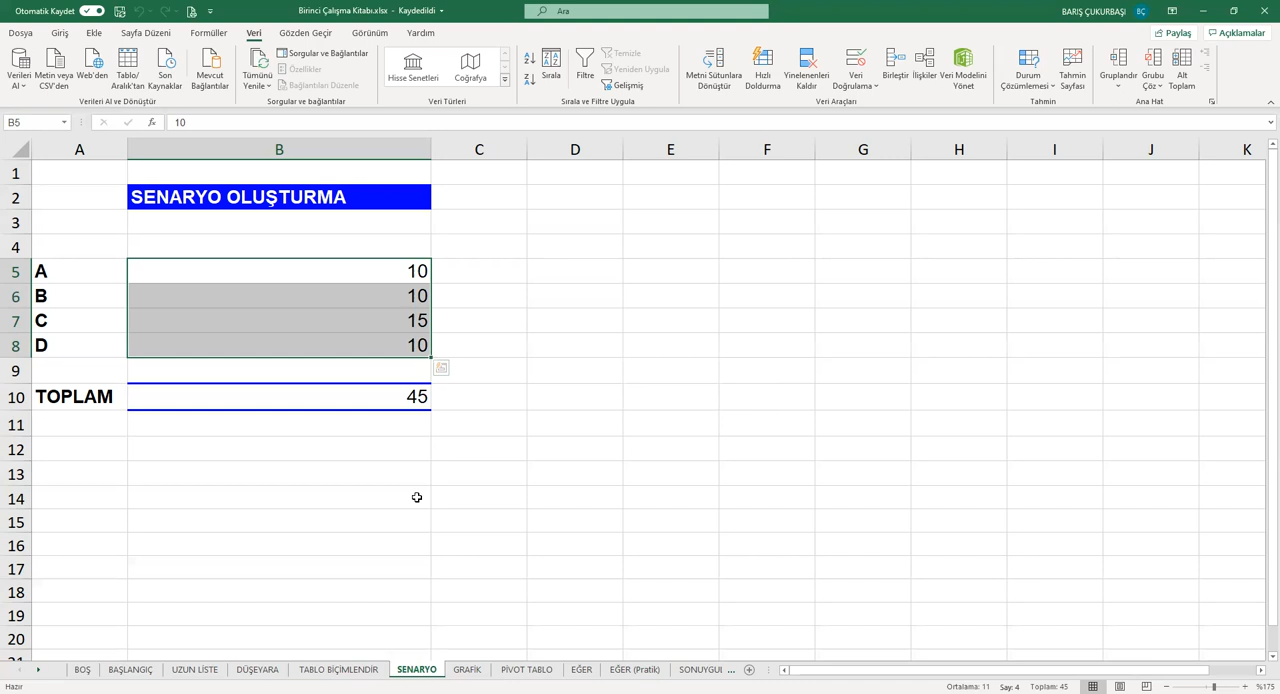 Otomatik Kaydet
Birinci Çalışma Kitabı.xlsx - Kaydedildi
Ara
BARIŞ ÇUKURBAŞI
BÇ
Dosya Giriş Ekle Sayfa Düzeni Formüller Veri Gözden Geçir Görünüm Yardım
Paylaş
Açıklamalar
Verileri Al
Metin veya CSV'den
Web'den
Tablo/ Aralık'tan
Son Kaynaklar
Mevcut Bağlantılar
Verileri Al ve Dönüştür
Tümünü Yenile
Sorgular ve Bağlantılar
Özellikler
Bağlantıları Düzenle
Sorgular ve bağlantılar
Hisse Senetleri
Coğrafya
Veri Türleri
Sırala
Filtre
Temizle
Yeniden Uygula
Gelişmiş
Sırala ve Filtre Uygula
Metni Sütunlara Dönüştür
Hızlı Doldurma
Yinelenenleri Kaldır
Veri Doğrulama
Birleştir
İlişkiler
Veri Modelini Yönet
Veri Araçları
Durum Çözümlemesi
Tahmin Sayfası
Tahmin
Gruplandır
Grubu Çöz
Alt Toplam
Ana Hat
B5
fx
10
A B C D E F G H I J K
1
2 SENARYO OLUŞTURMA
3
4
5 A 10
6 B 10
7 C 15
8 D 10
9
10 TOPLAM 45
11
12
13
14
15
16
17
18
19
20
BOŞ BAŞLANGIÇ UZUN LİSTE DÜŞEYARA TABLO BİÇİMLENDİR SENARYO GRAFİK PİVOT TABLO EĞER EĞER (Pratik) SONUYGUL ...
Hazır
Ortalama: 11 Say: 4 Toplam: 45
%175